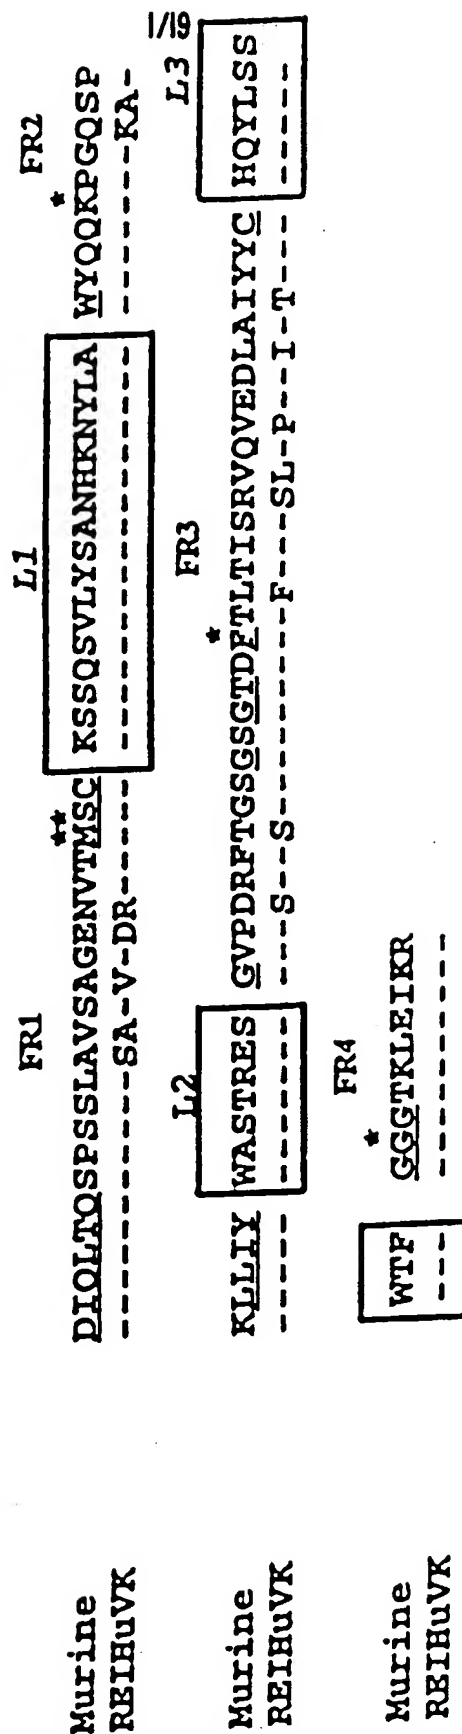 1/19
FR1 L1 FR2
** *
Murine DIQLTQSPSSLAVSAGENVTMSC KSSQSVLYSANHKNYLA WYQQKPGQSP
REIHuVK -----------SA-V-DR----- ----------------- -------KA-
L2 FR3 L3
*
Murine KLLIY WASTRES GVPDRFTGSGSGTDFTLTISRVQVEDLAIYYC HQYLSS
REIHuVK ----- ------- ---S--S---------F---SL-P--I-T--- ------
FR4
*
Murine WTF GGGTKLEIKR
REIHuVK --- ----------